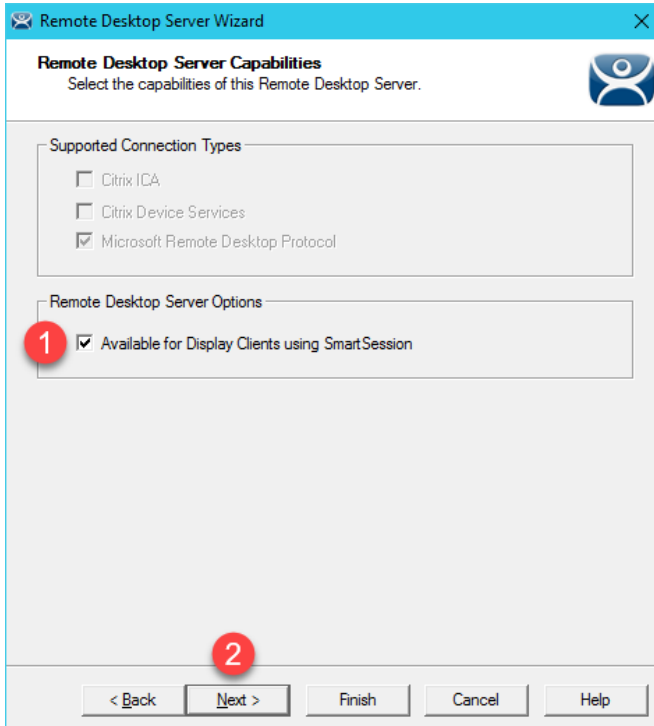 Remote Desktop Server Wizard
Remote Desktop Server Capabilities
Select the capabilities of this Remote Desktop Server.
Supported Connection Types
Citrix ICA
Citrix Device Services
Microsoft Remote Desktop Protocol
Remote Desktop Server Options
1 Available for Display Clients using SmartSession
2
< Back Next > Finish Cancel Help